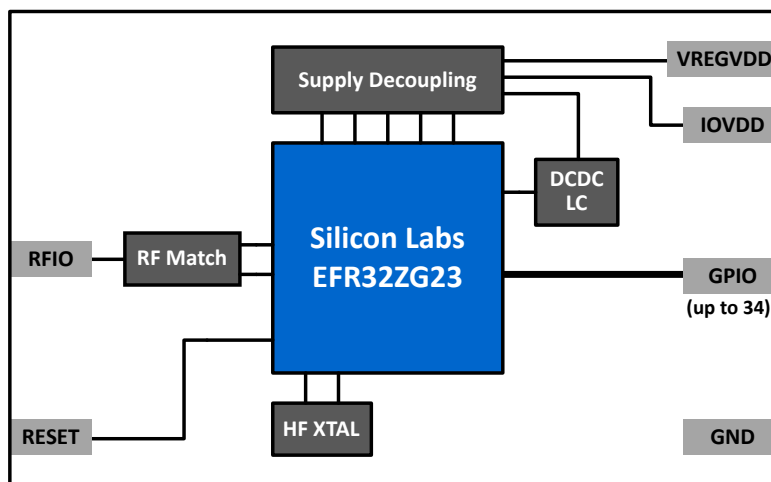 VREGVDD
Supply Decoupling
IOVDD
DCDC
LC
Silicon Labs
EFR32ZG23
RFIO
RF Match
GPIO
(up to 34)
RESET
HF XTAL
GND